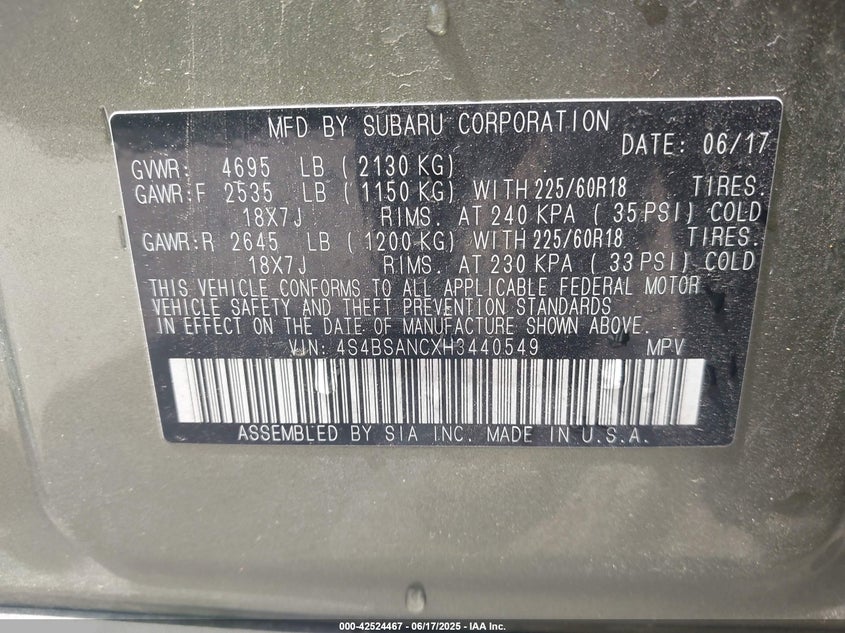 MFD BY SUBARU CORPORATION
DATE: 06/17
GVWR: 4695 LB (2130 KG)
GAWR:F 2535 LB (1150 KG) WITH 225/60R18 TIRES.
18X7J RIMS. AT 240 KPA (35 PSI) COLD
GAWR:R 2645 LB (1200 KG) WITH 225/60R18 TIRES.
18X7J RIMS. AT 230 KPA (33 PSI) COLD
THIS VEHICLE CONFORMS TO ALL APPLICABLE FEDERAL MOTOR
VEHICLE SAFETY AND THEFT PREVENTION STANDARDS
IN EFFECT ON THE DATE OF MANUFACTURE SHOWN ABOVE.
VIN: 4S4BSANCXH3440549 MPV
ASSEMBLED BY SIA INC. MADE IN U.S.A.
000-42524467 - 06/17/2025 - IAA Inc.